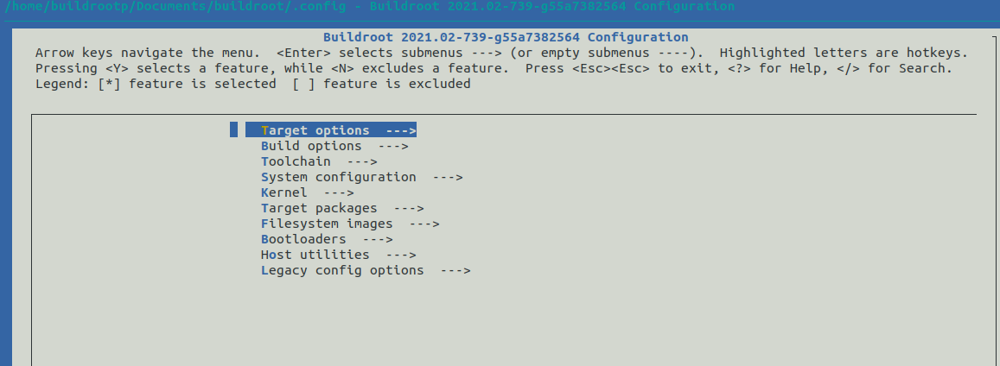 /home/buildrootp/Documents/buildroot/.config - Buildroot 2021.02-739-g55a7382564 Configuration
Buildroot 2021.02-739-g55a7382564 Configuration
Arrow keys navigate the menu.  <Enter> selects submenus ---> (or empty submenus ----).  Highlighted letters are hotkeys.
Pressing <Y> selects a feature, while <N> excludes a feature.  Press <Esc><Esc> to exit, <?> for Help, </> for Search.
Legend: [*] feature is selected  [ ] feature is excluded
Target options  --->
Build options  --->
Toolchain  --->
System configuration  --->
Kernel  --->
Target packages  --->
Filesystem images  --->
Bootloaders  --->
Host utilities  --->
Legacy config options  --->